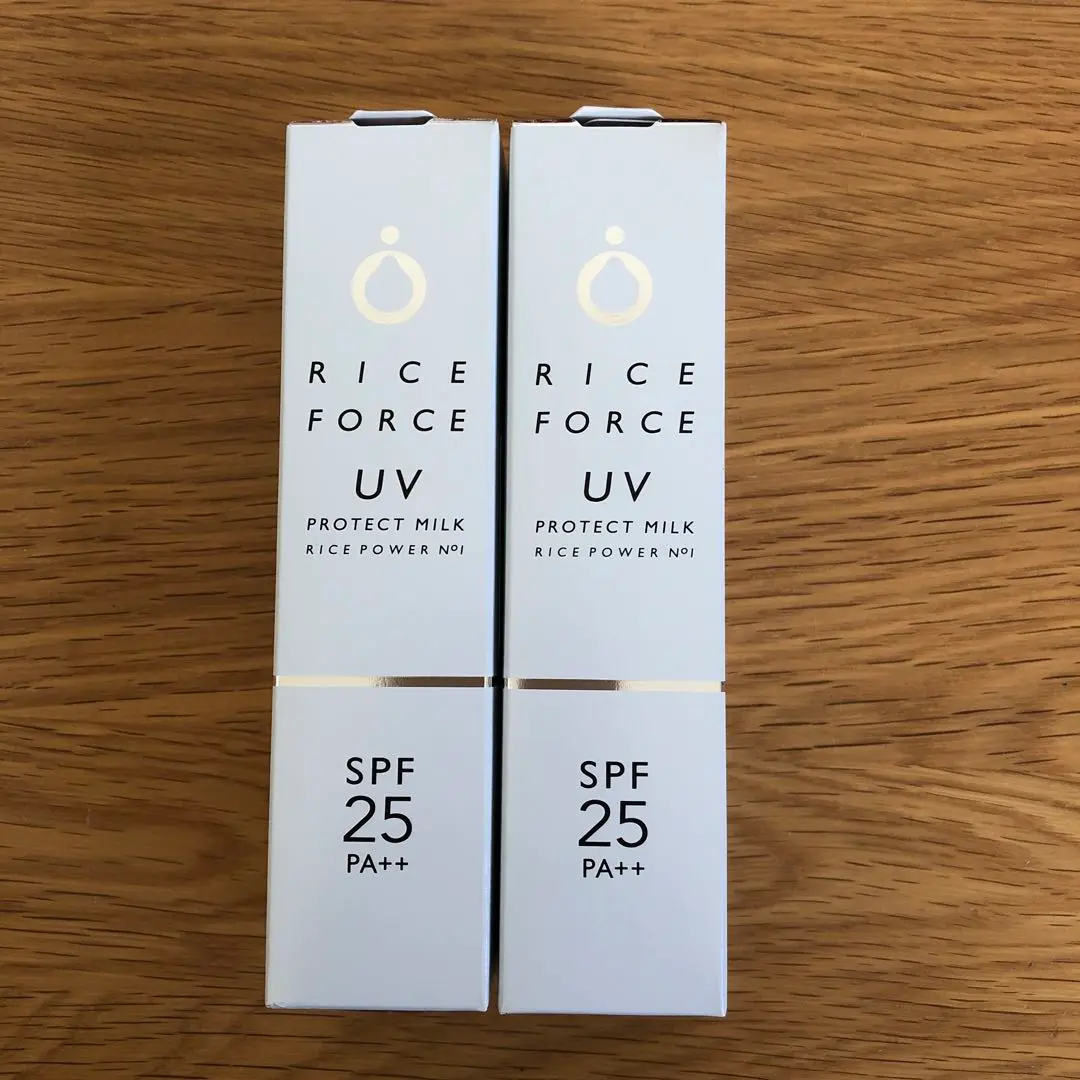 RICE
FORCE
UV
PROTECT MILK
RICE POWER Nº1
SPF
25
PA++
RICE
FORCE
UV
PROTECT MILK
RICE POWER Nº1
SPF
25
PA++